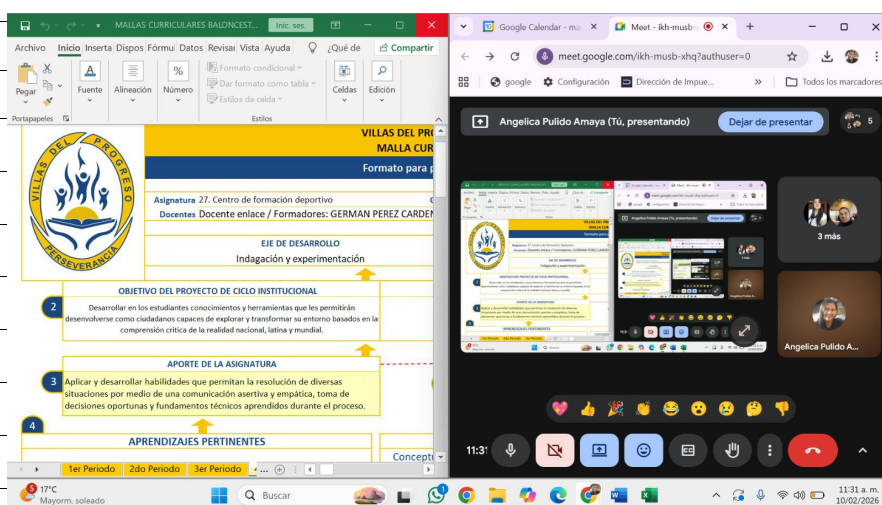 MALLAS CURRICULARES BALONCEST...
Inic. ses.
Archivo Inicio Inserta Dispos Fórmul Datos Revisar Vista Ayuda ¿Qué de Compartir
Pegar
Fuente
Alineación
Número
Formato condicional
Dar formato como tabla
Estilos de celda
Celdas
Edición
Portapapeles
Estilos
VILLAS DEL PROGRESO
PERSEVERANCIA
VILLAS DEL PRO
MALLA CUR
Formato para p
Asignatura 27. Centro de formación deportivo
Docentes Docente enlace / Formadores: GERMAN PEREZ CARDEN
EJE DE DESARROLLO
Indagación y experimentación
OBJETIVO DEL PROYECTO DE CICLO INSTITUCIONAL
2
Desarrollar en los estudiantes conocimientos y herramientas que les permitirán
desenvolverse como ciudadanos capaces de explorar y transformar su entorno basados en la
comprensión crítica de la realidad nacional, latina y mundial.
APORTE DE LA ASIGNATURA
3
Aplicar y desarrollar habilidades que permitan la resolución de diversas
situaciones por medio de una comunicación asertiva y empática, toma de
decisiones oportunas y fundamentos técnicos aprendidos durante el proceso.
4
APRENDIZAJES PERTINENTES
Concept
1er Periodo 2do Periodo 3er Periodo
Google Calendar - ma
Meet - ikh-musb-
meet.google.com/ikh-musb-xhq?authuser=0
google Configuración Dirección de Impue... Todos los marcadores
Angelica Pulido Amaya (Tú, presentando)
Dejar de presentar
5
3 más
Angelica Pulido A...
11:31
17°C
Mayorm. soleado
Buscar
11:31 a. m.
10/02/2026